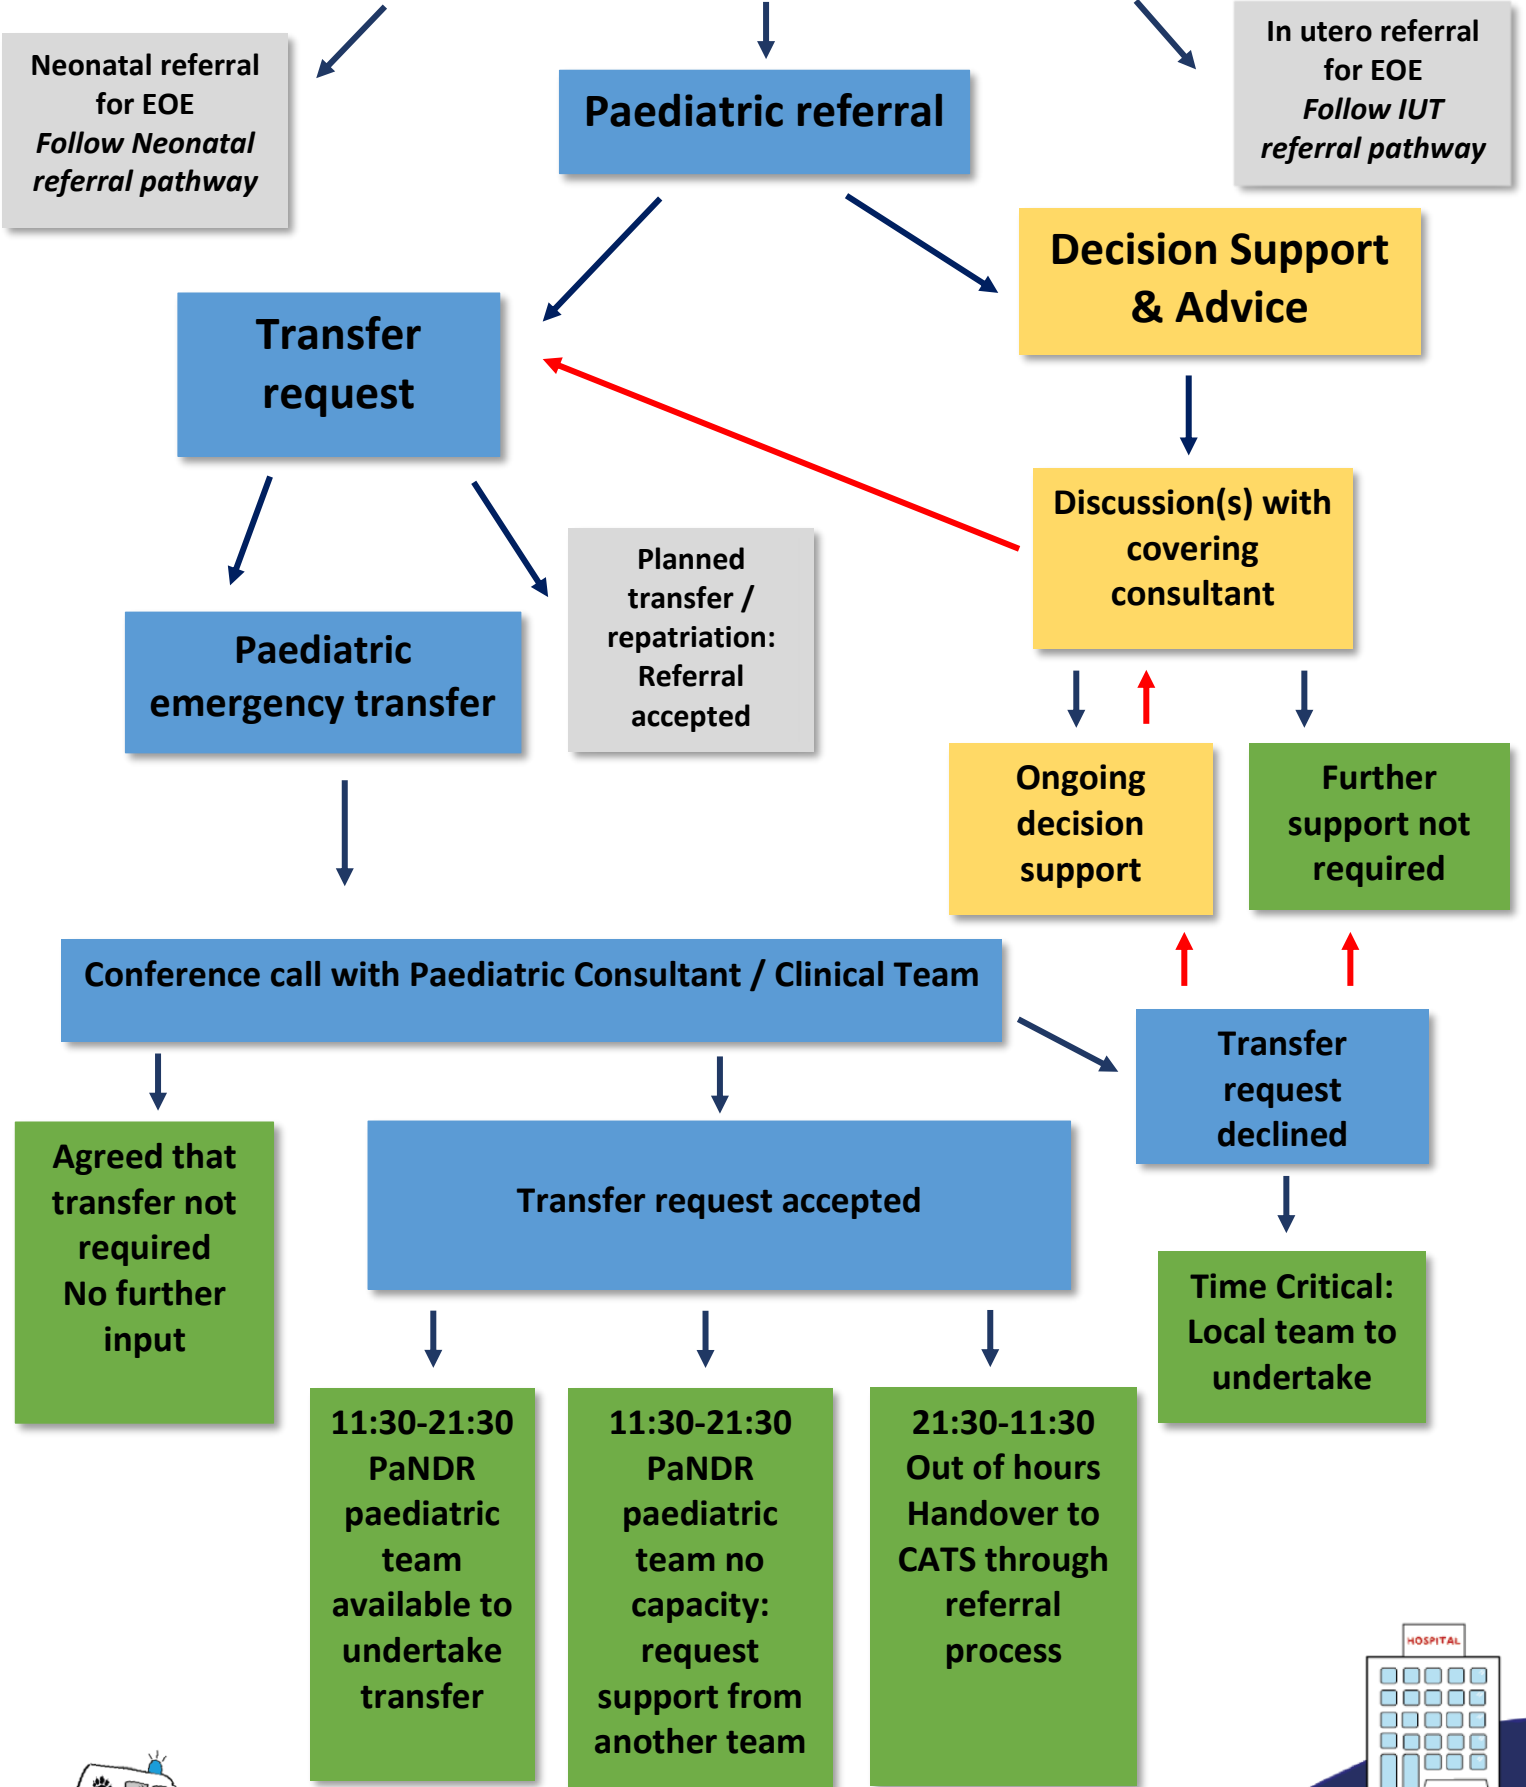 Neonatal referral
for EOE
Follow Neonatal
referral pathway
Paediatric referral
In utero referral
for EOE
Follow IUT
referral pathway
Decision Support
& Advice
Transfer
request
Discussion(s) with
covering
consultant
Planned
transfer /
repatriation:
Referral
accepted
Paediatric
emergency transfer
Ongoing
decision
support
Further
support not
required
Conference call with Paediatric Consultant / Clinical Team
Transfer
request
declined
Agreed that
transfer not
required
No further
input
Transfer request accepted
Time Critical:
Local team to
undertake
11:30-21:30
PaNDR
paediatric
team
available to
undertake
transfer
11:30-21:30
PaNDR
paediatric
team no
capacity:
request
support from
another team
21:30-11:30
Out of hours
Handover to
CATS through
referral
process
HOSPITAL